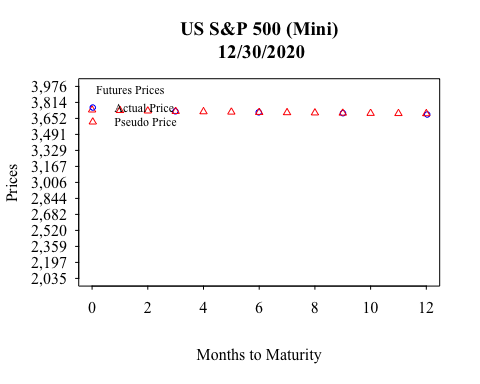 US S&P 500 (Mini)
12/30/2020
Futures Prices
Actual Price
Pseudo Price
Prices
3,976
3,814
3,652
3,491
3,329
3,167
3,006
2,844
2,682
2,520
2,359
2,197
2,035
0 2 4 6 8 10 12
Months to Maturity